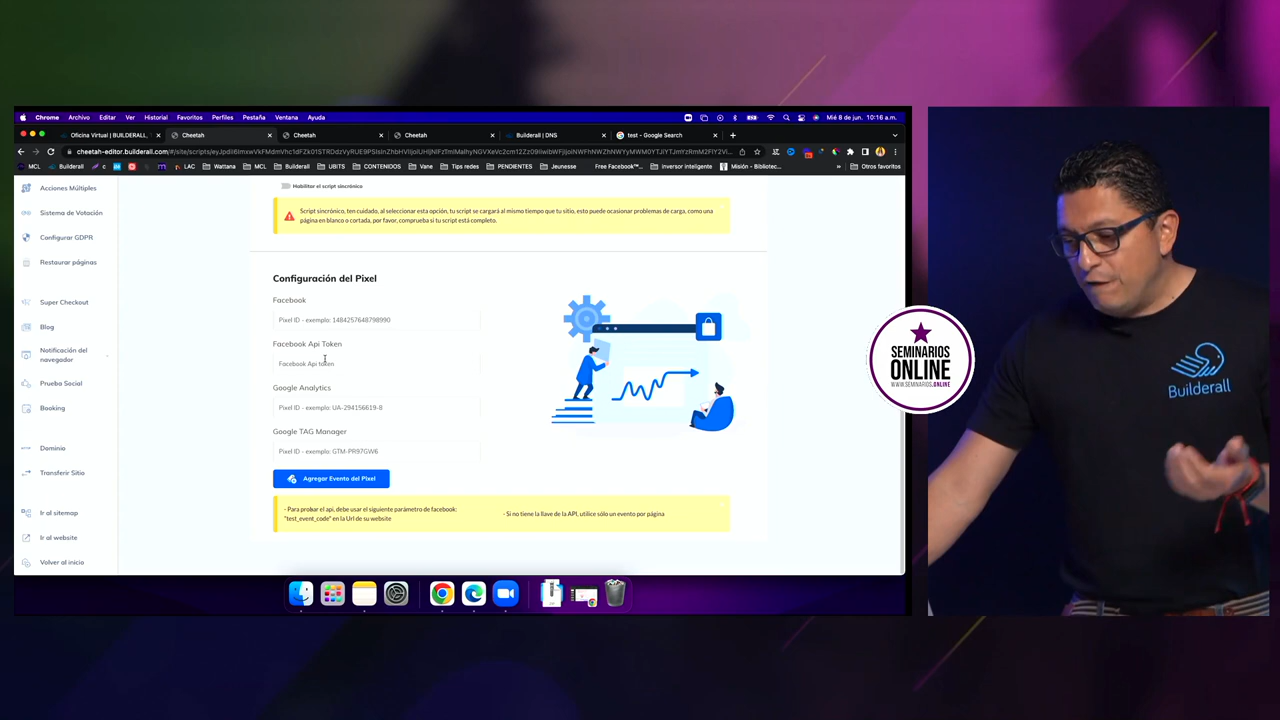 Chrome Archivo Editar Ver Historial Favoritos Perfiles Pestaña Ventana Ayuda
Mié 8 de jun. 10:16 a.m.
Oficina Virtual | BUILDERALL,
Cheetah
Cheetah
Cheetah
Builderall | DNS
test - Google Search
MCL
Builderall
LAC
Wattana
MCL
Builderall
UBITS
CONTENIDOS
Vane
Tips redes
PENDIENTES
Jeunesse
Free Facebook™...
Inversor Inteligente
Misión - Bibliotec...
Otros favoritos
Acciones Múltiples
Sistema de Votación
Configurar GDPR
Restaurar páginas
Super Checkout
Blog
Notificación del
navegador
Prueba Social
Booking
Dominio
Transferir Sitio
Ir al sitemap
Ir al website
Volver al inicio
Habilitar el script sincrónico
Script sincrónico, ten cuidado, al seleccionar esta opción, tu script se cargará al mismo tiempo que tu sitio, esto puede ocasionar problemas de carga, como una
página en blanco o cortada, por favor, comprueba si tu script está completo.
Configuración del Pixel
Facebook
Pixel ID - exemplo: 1484257648798990
Facebook Api Token
Facebook Api token
Google Analytics
Pixel ID - exemplo: UA-294156619-8
Google TAG Manager
Pixel ID - exemplo: GTM-PR97GW6
Agregar Evento del Pixel
- Para probar el api, debe usar el siguiente parámetro de facebook:
"test_event_code" en la Url de su website
- Si no tiene la llave de la API, utilice sólo un evento por página
SEMINARIOS
ONLINE
WWW.SEMINARIOS.ONLINE
Builderall